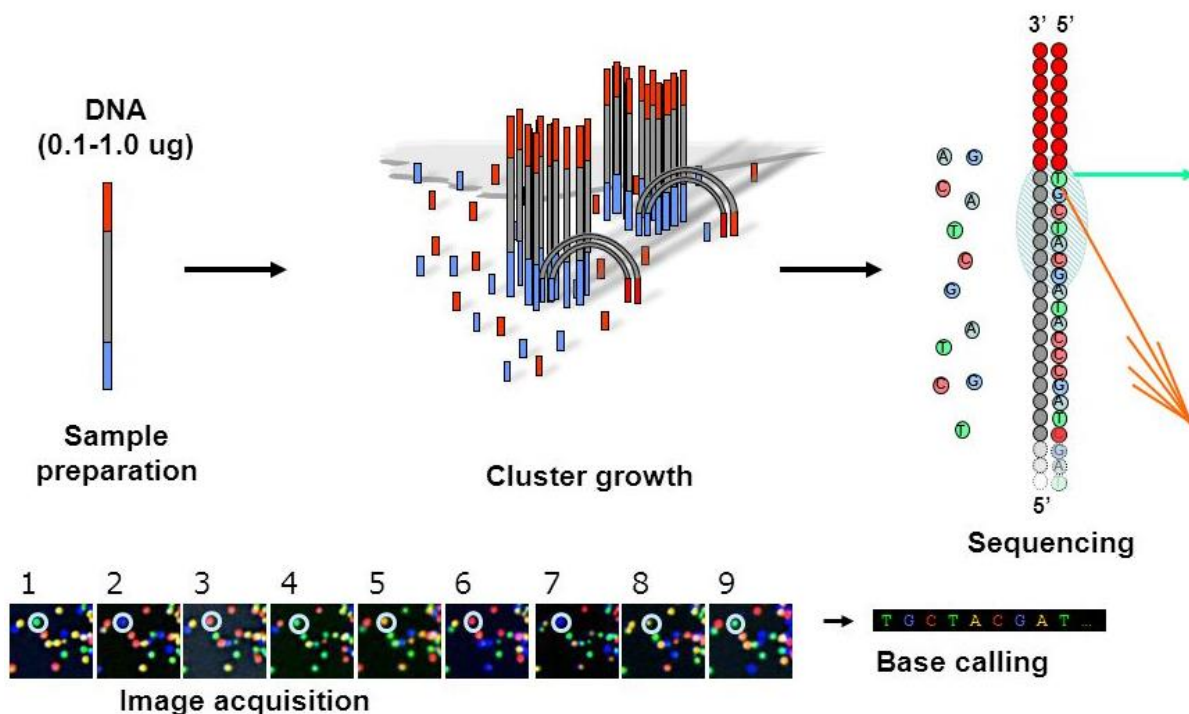 DNA
(0.1-1.0 ug)
Sample
preparation
Cluster growth
3’ 5’
A G
C A
T
C
G
A
T
C G
T
T
G
C
T
A
C
G
A
T
A
C
C
C
G
A
T
C
G
A
T
5’
Sequencing
1 2 3 4 5 6 7 8 9
Image acquisition
T G C T A C G A T ...
Base calling